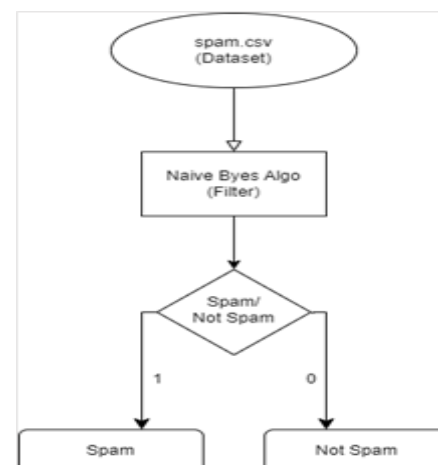 spam.csv
(Dataset)
Naive Byes Algo
(Filter)
Spam/
Not Spam
1
0
Spam
Not Spam